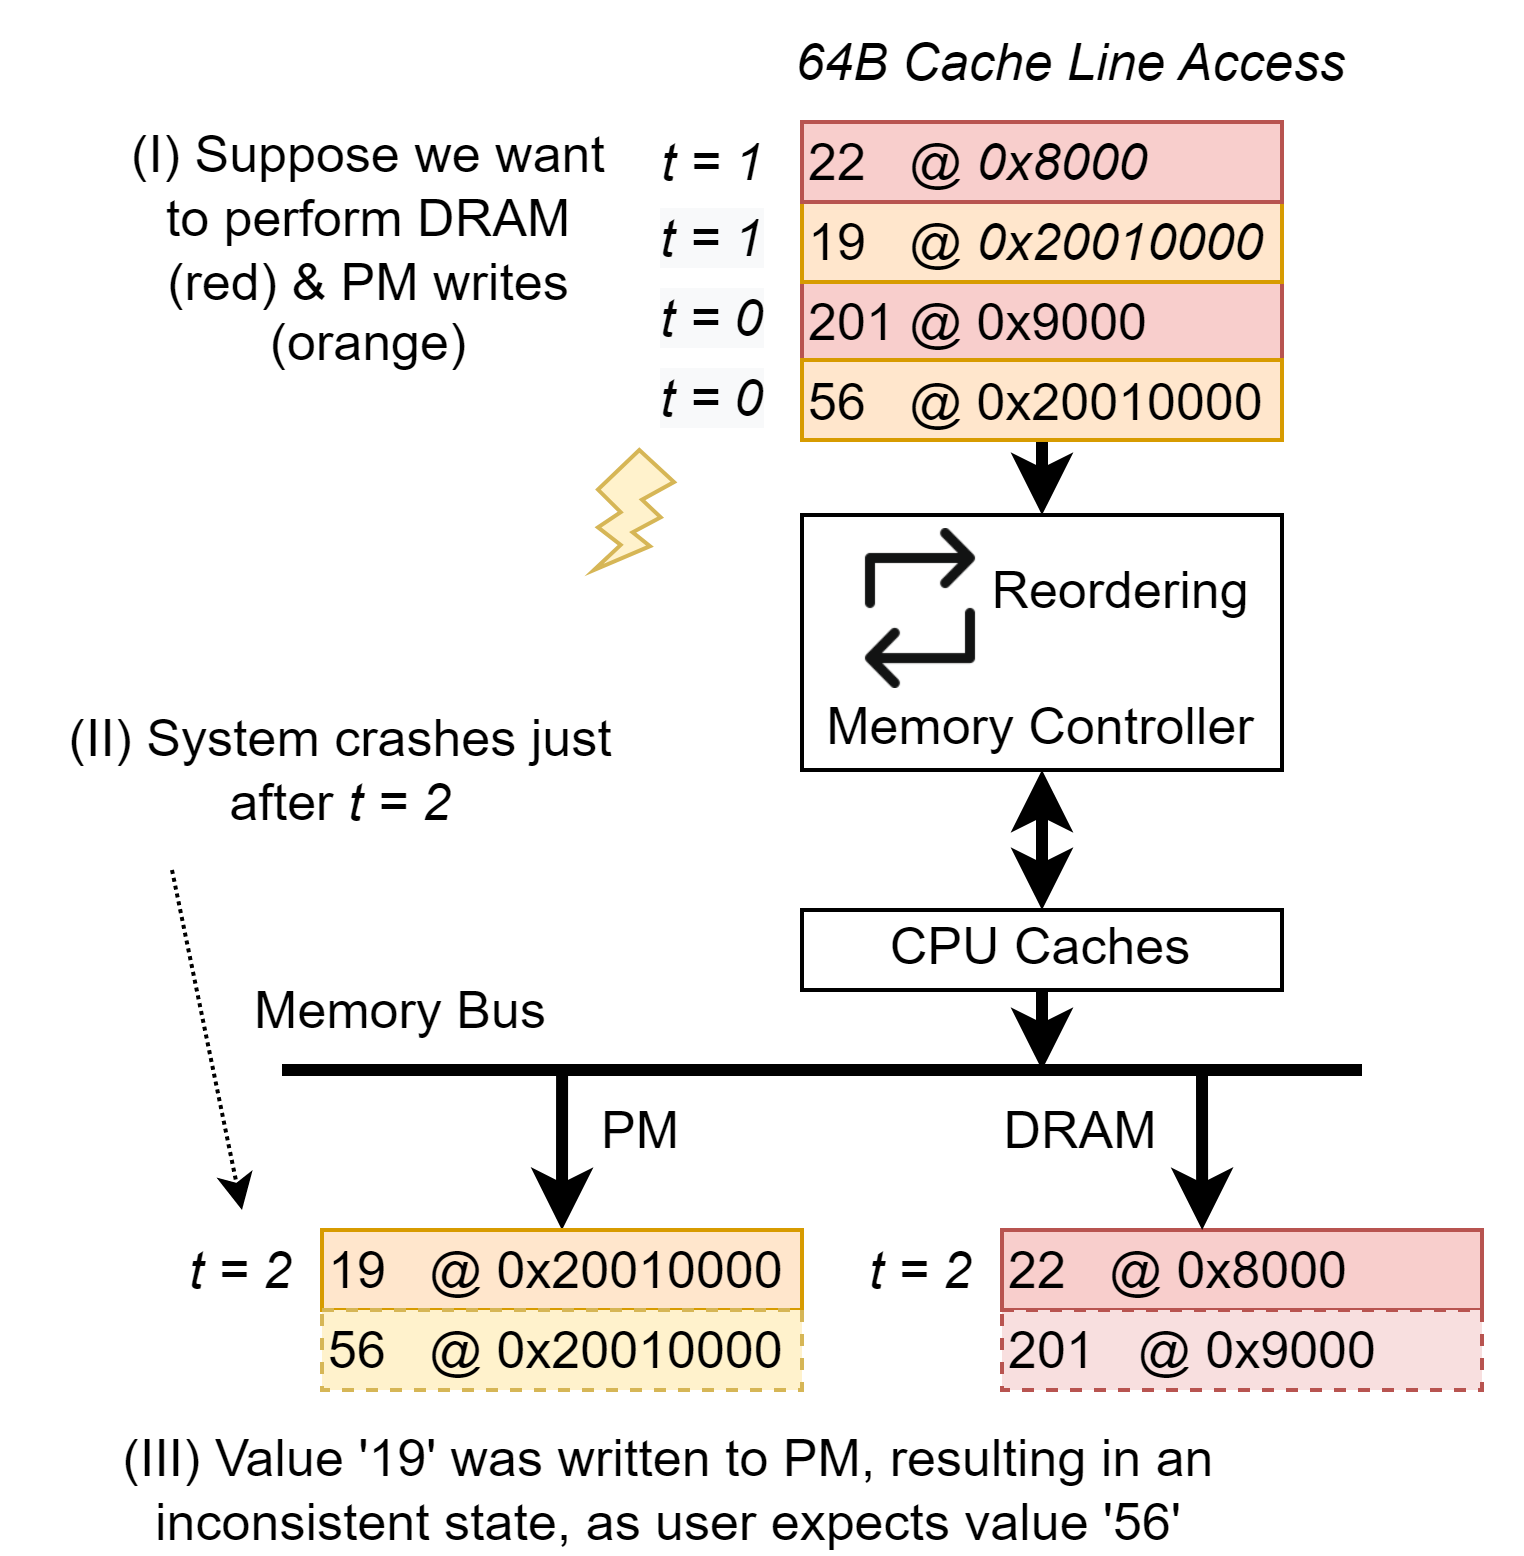 64B Cache Line Access
(I) Suppose we want
to perform DRAM
(red) & PM writes
(orange)
t = 1 22 @ 0x8000
t = 1 19 @ 0x20010000
t = 0 201 @ 0x9000
t = 0 56 @ 0x20010000
Reordering
Memory Controller
(II) System crashes just
after t = 2
CPU Caches
Memory Bus
PM
DRAM
t = 2 19 @ 0x20010000
56 @ 0x20010000
t = 2 22 @ 0x8000
201 @ 0x9000
(III) Value '19' was written to PM, resulting in an
inconsistent state, as user expects value '56'